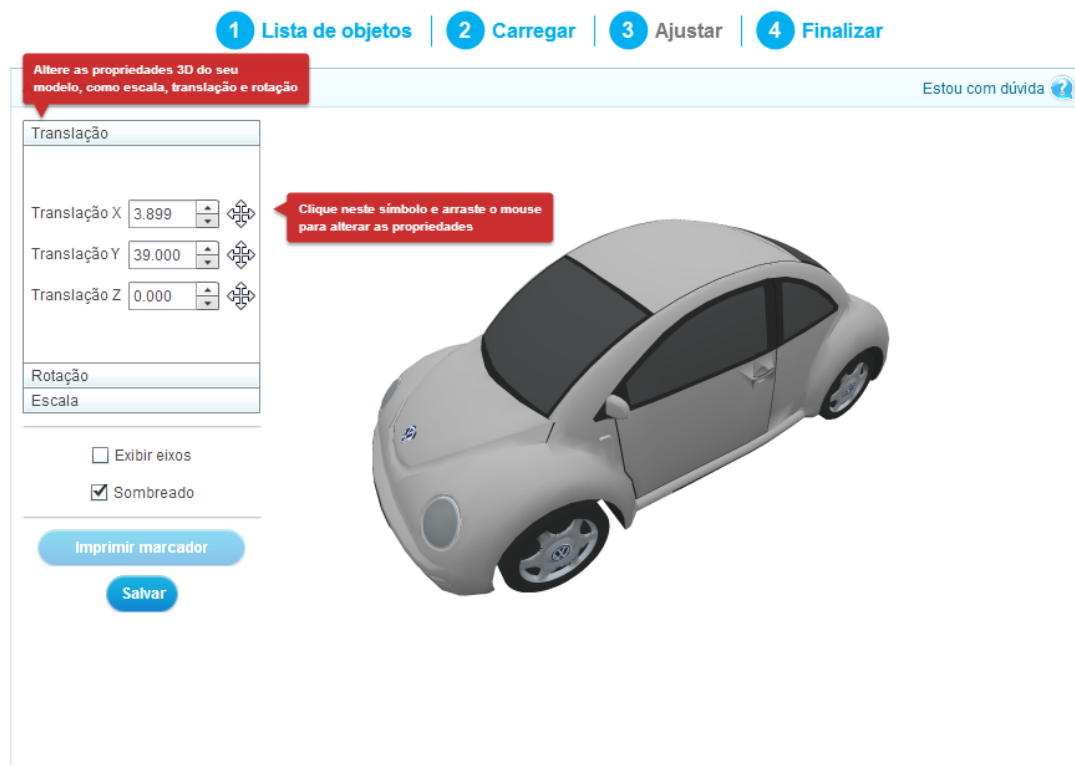 1 Lista de objetos 2 Carregar 3 Ajustar 4 Finalizar
Altere as propriedades 3D do seu
modelo, como escala, translação e rotação
Estou com dúvida ?
Translação
Translação X 3.899
Clique neste símbolo e arraste o mouse
para alterar as propriedades
Translação Y 39.000
Translação Z 0.000
Rotação
Escala
Exibir eixos
Sombreado
Imprimir marcador
Salvar